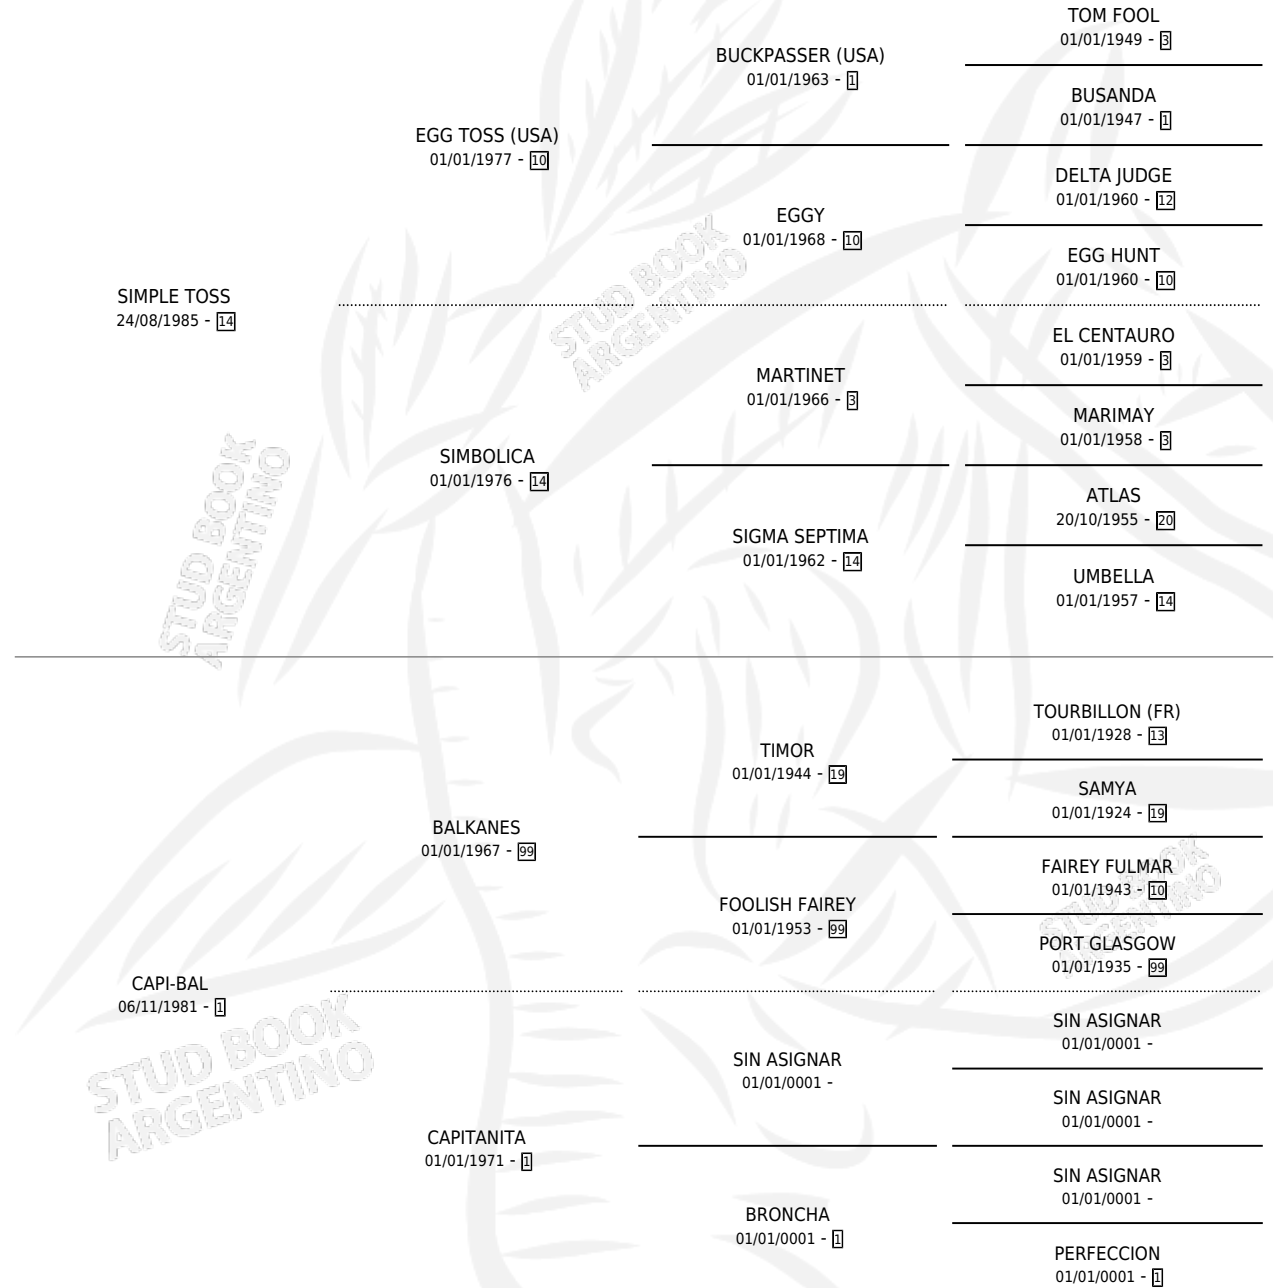 TOM FOOL
01/01/1949 - 3
BUCKPASSER (USA)
01/01/1963 - 1
BUSANDA
01/01/1947 - 1
EGG TOSS (USA)
01/01/1977 - 10
DELTA JUDGE
01/01/1960 - 12
EGGY
01/01/1968 - 10
EGG HUNT
01/01/1960 - 10
SIMPLE TOSS
24/08/1985 - 14
EL CENTAURO
01/01/1959 - 3
MARTINET
01/01/1966 - 3
MARIMAY
01/01/1958 - 3
SIMBOLICA
01/01/1976 - 14
ATLAS
20/10/1955 - 20
SIGMA SEPTIMA
01/01/1962 - 14
UMBELLA
01/01/1957 - 14
STUD BOOK
ARGENTINO
STUD BOOK
ARGENTINO
TOURBILLON (FR)
01/01/1928 - 13
TIMOR
01/01/1944 - 19
SAMYA
01/01/1924 - 19
BALKANES
01/01/1967 - 99
FAIREY FULMAR
01/01/1943 - 10
FOOLISH FAIREY
01/01/1953 - 99
PORT GLASGOW
01/01/1935 - 99
STUD BOOK
ARGENTINO
CAPI-BAL
06/11/1981 - 1
SIN ASIGNAR
01/01/0001 -
SIN ASIGNAR
01/01/0001 -
SIN ASIGNAR
01/01/0001 -
CAPITANITA
01/01/1971 - 1
SIN ASIGNAR
01/01/0001 -
BRONCHA
01/01/0001 - 1
PERFECCION
01/01/0001 - 1
STUD BOOK
ARGENTINO